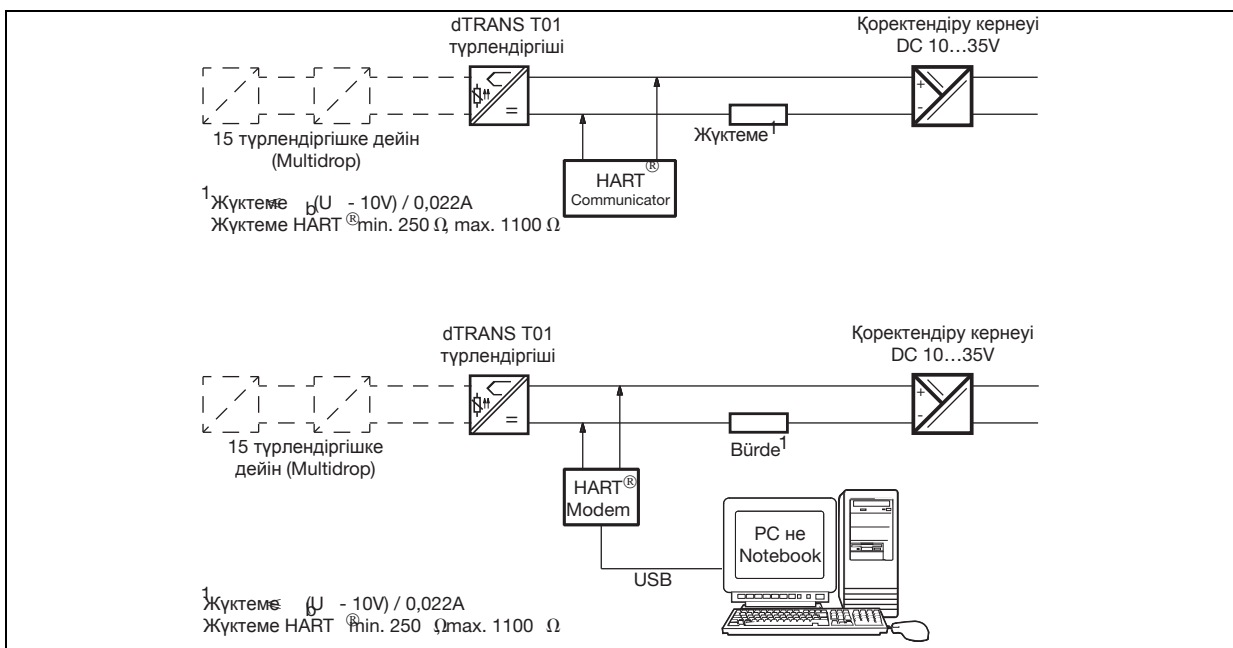 dTRANS T01
түрлендіргіші
Қоректендіру кернеуі
DC 10...35V
+
-
=
15 түрлендіргішке дейін
(Multidrop)
Жүктеме1
HART®
Communicator
1Жүктеме ≤ (Ub - 10V) / 0,022A
Жүктеме HART® min. 250 Ω, max. 1100 Ω
dTRANS T01
түрлендіргіші
Қоректендіру кернеуі
DC 10...35V
+
-
=
15 түрлендіргішке
дейін (Multidrop)
Bürde1
HART®
Modem
PC не
Notebook
USB
1Жүктеме ≤ (Ub - 10V) / 0,022A
Жүктеме HART® min. 250 Ω, max. 1100 Ω